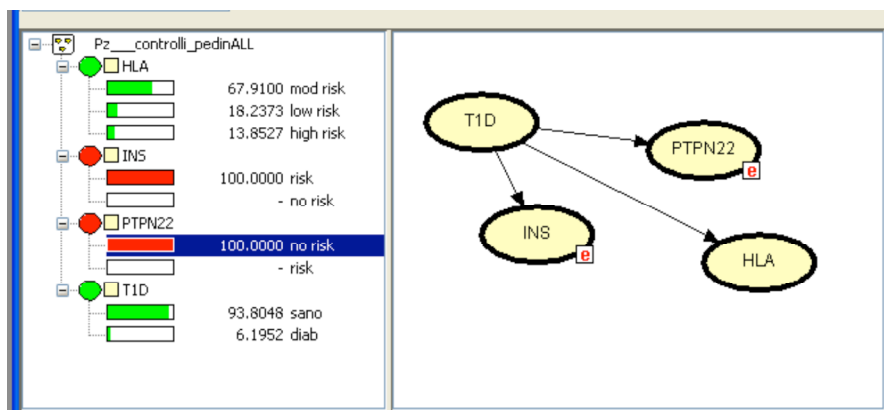 Pz___controlli_pedinALL
HLA
67.9100 mod risk
18.2373 low risk
13.8527 high risk
INS
100.0000 risk
- no risk
PTPN22
100.0000 no risk
- risk
T1D
93.8048 sano
6.1952 diab
T1D
PTPN22
e
INS
e
HLA